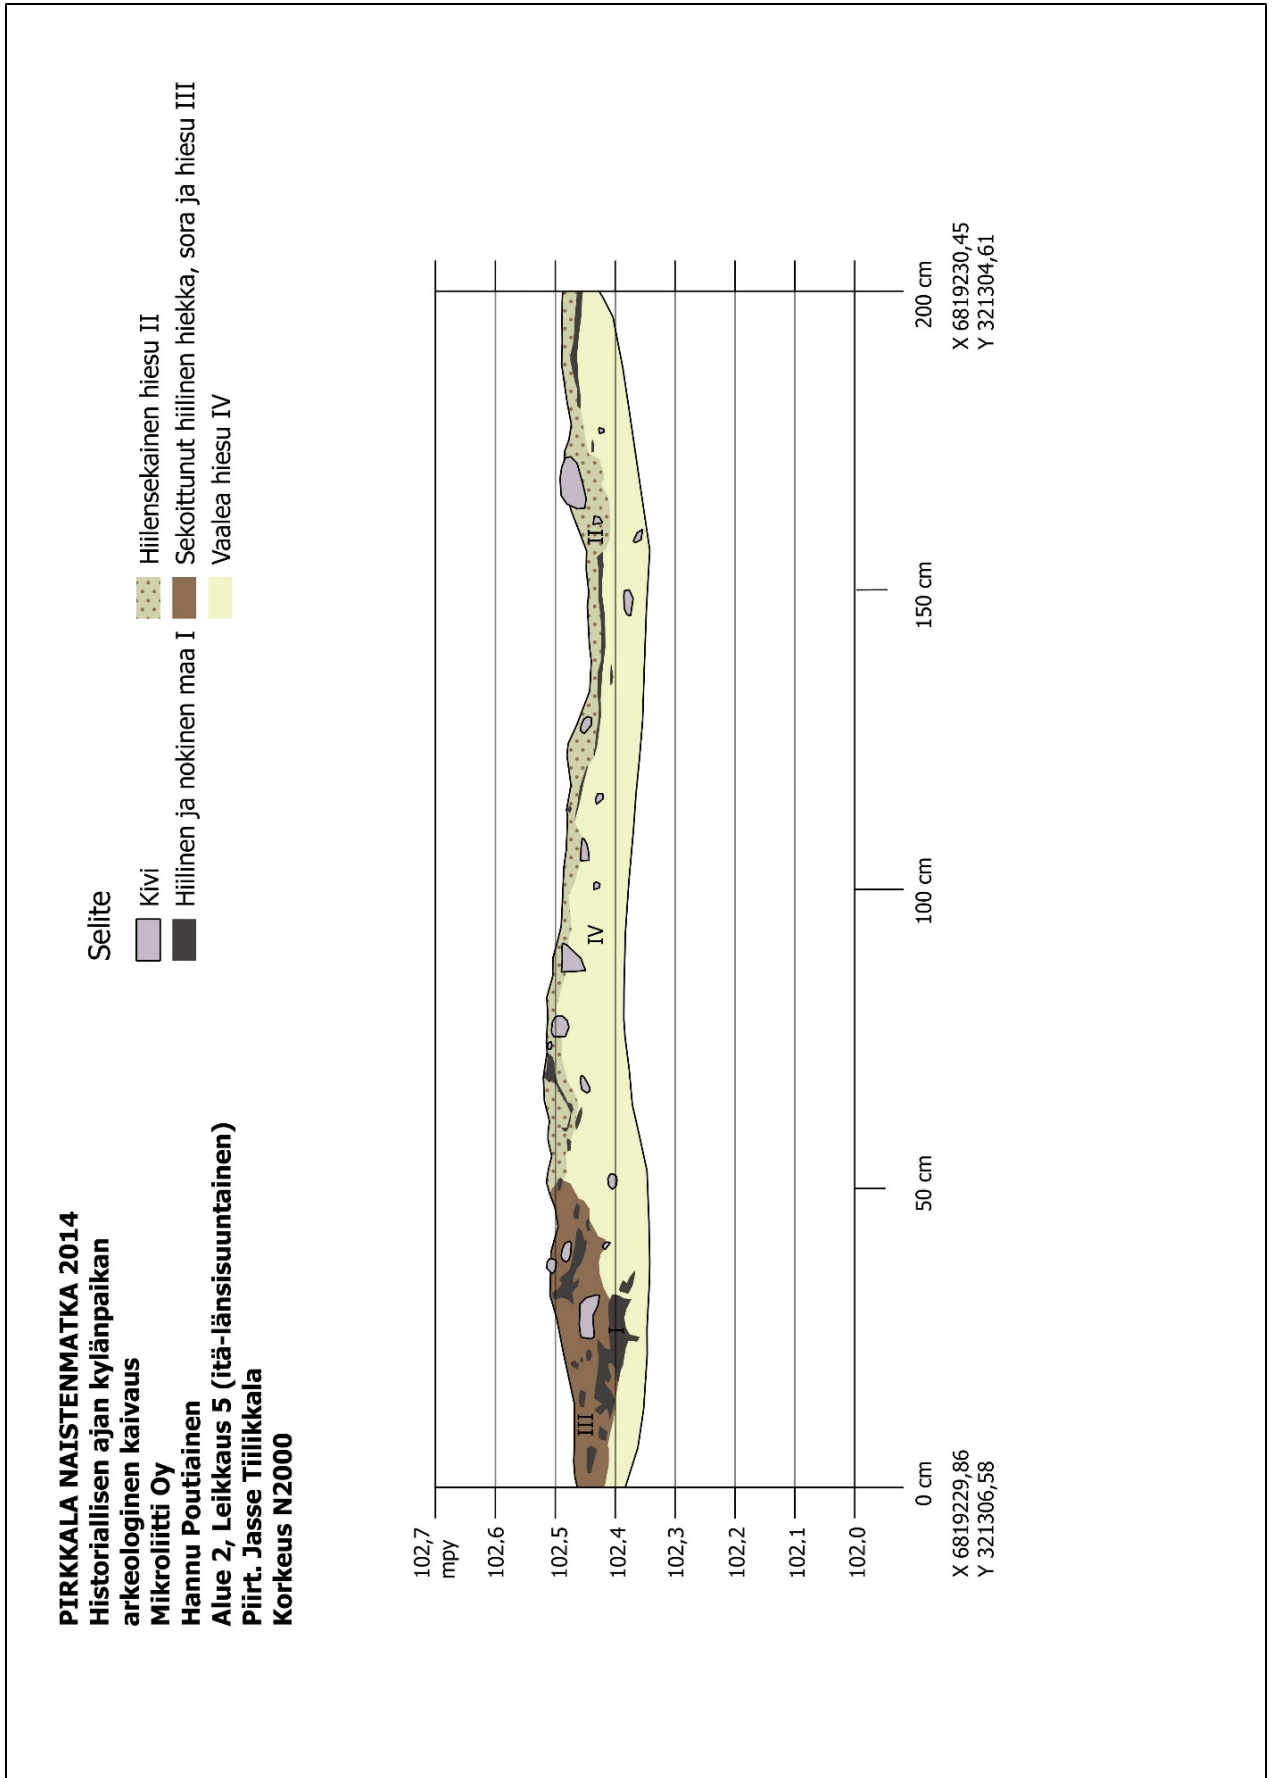 PIRKKALA NAISTENMATKA 2014
Historiallisen ajan kylänpaikan
arkeologinen kaivaus
Mikroliitti Oy
Hannu Poutiainen
Alue 2, Leikkaus 5 (itä-länsisuuntainen)
Piirt. Jasse Tiilikkala
Korkeus N2000
Selite
Kivi
Hiilinen ja nokinen maa I
Hiilensekainen hiesu II
Sekoittunut hiilinen hiekka, sora ja hiesu III
Vaalea hiesu IV
102,7
mpy
102,6
102,5
102,4
102,3
102,2
102,1
102,0
III
I
IV
II
0 cm
50 cm
100 cm
150 cm
200 cm
X 6819229,86
Y 321306,58
X 6819230,45
Y 321304,61